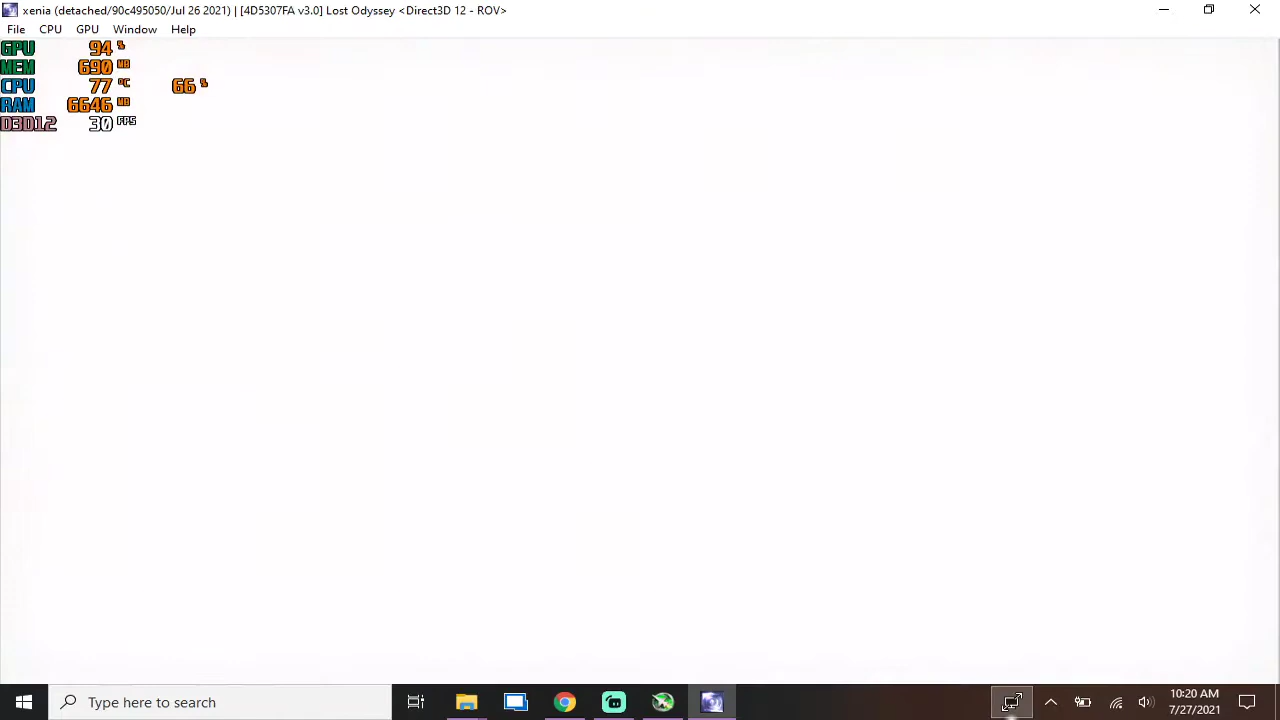 xenia (detached/90c495050/Jul 26 2021) | [4D5307FA v3.0] Lost Odyssey <Direct3D 12 - ROV>
File CPU GPU Window Help
GPU 94 %
MEM 690 MB
CPU 77 °C 66 %
RAM 6646 MB
D3D12 30 FPS
Type here to search
10:20 AM
7/27/2021